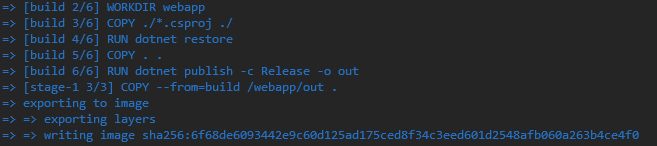 => [build 2/6] WORKDIR webapp
=> [build 3/6] COPY ./*.csproj ./
=> [build 4/6] RUN dotnet restore
=> [build 5/6] COPY . .
=> [build 6/6] RUN dotnet publish -c Release -o out
=> [stage-1 3/3] COPY --from=build /webapp/out .
=> exporting to image
=> => exporting layers
=> => writing image sha256:6f68de6093442e9c60d125ad175ced8f34c3eed601d2548afb060a263b4ce4f0